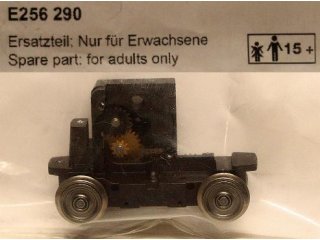 E256 290
Ersatzteil: Nur für Erwachsene
Spare part: for adults only
15 +